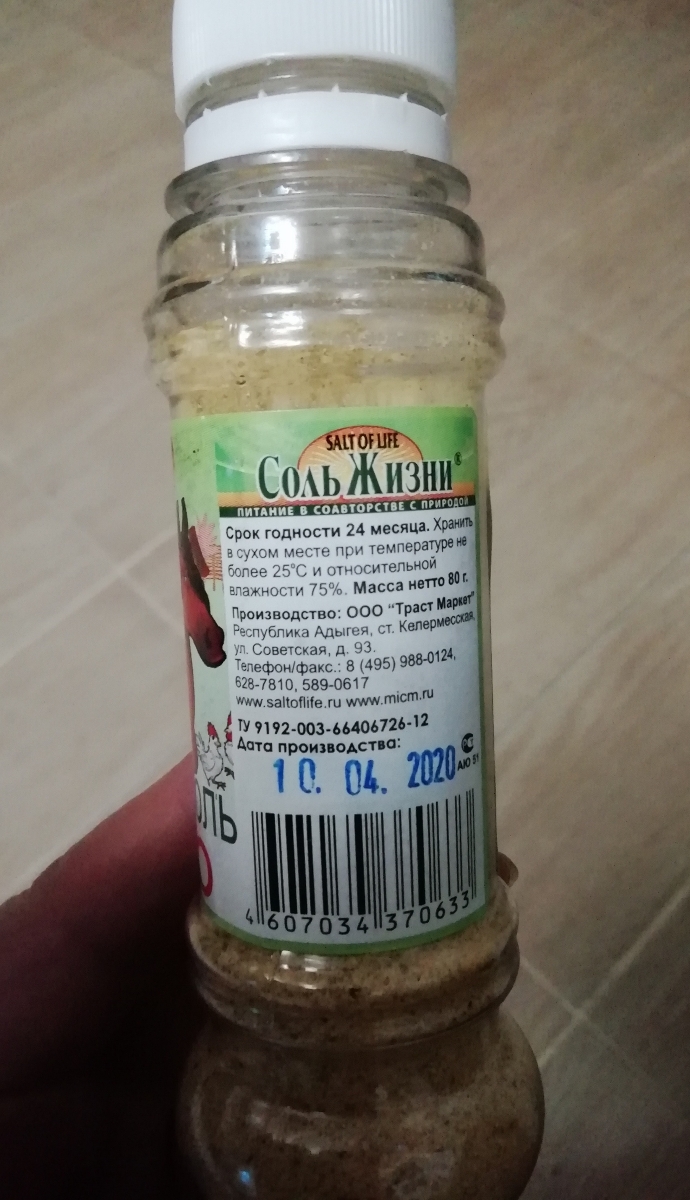 SALT OF LIFE
Соль Жизни®
ПИТАНИЕ В СОАВТОРСТВЕ С ПРИРОДОЙ
Срок годности 24 месяца. Хранить
в сухом месте при температуре не
более 25°С и относительной
влажности 75%. Масса нетто 80 г.
Производство: ООО "Траст Маркет"
Республика Адыгея, ст. Келермесская,
ул. Советская, д. 93.
Телефон/факс.: 8 (495) 988-0124,
628-7810, 589-0617
www.saltoflife.ru www.micm.ru
ТУ 9192-003-66406726-12
Дата производства:
10. 04. 2020
4 607034 370633